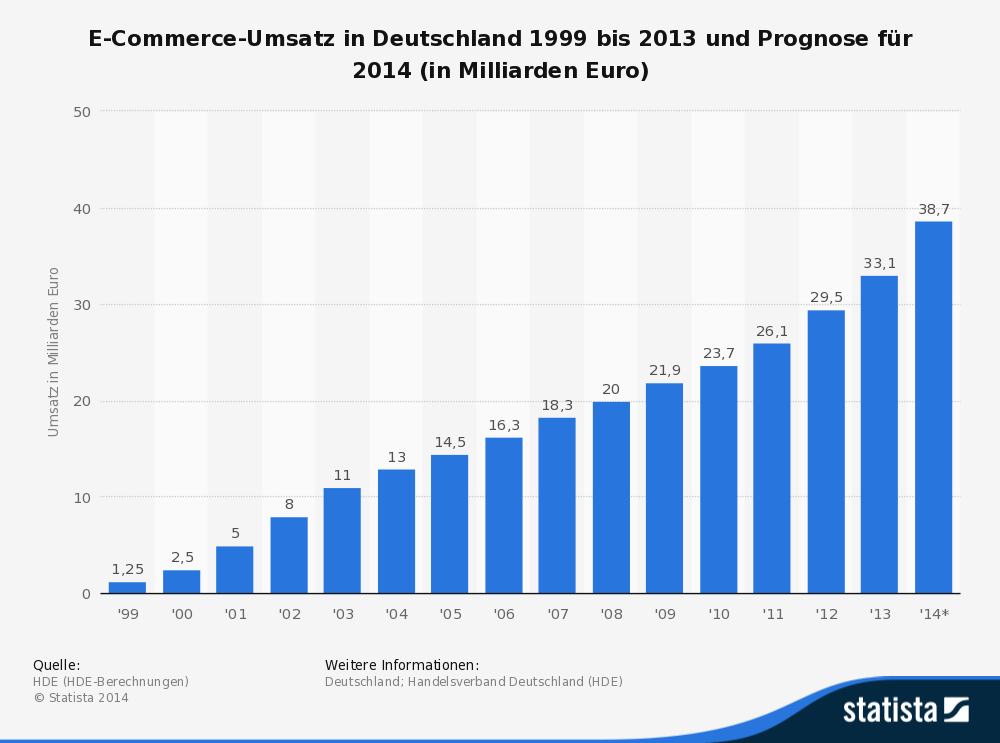 E-Commerce-Umsatz in Deutschland 1999 bis 2013 und Prognose für
2014 (in Milliarden Euro)
Umsatz in Milliarden Euro
50
40
30
20
10
0
1,25
2,5
5
8
11
13
14,5
16,3
18,3
20
21,9
23,7
26,1
29,5
33,1
38,7
'99 '00 '01 '02 '03 '04 '05 '06 '07 '08 '09 '10 '11 '12 '13 '14*
Quelle:
HDE (HDE-Berechnungen)
© Statista 2014
Weitere Informationen:
Deutschland; Handelsverband Deutschland (HDE)
statista